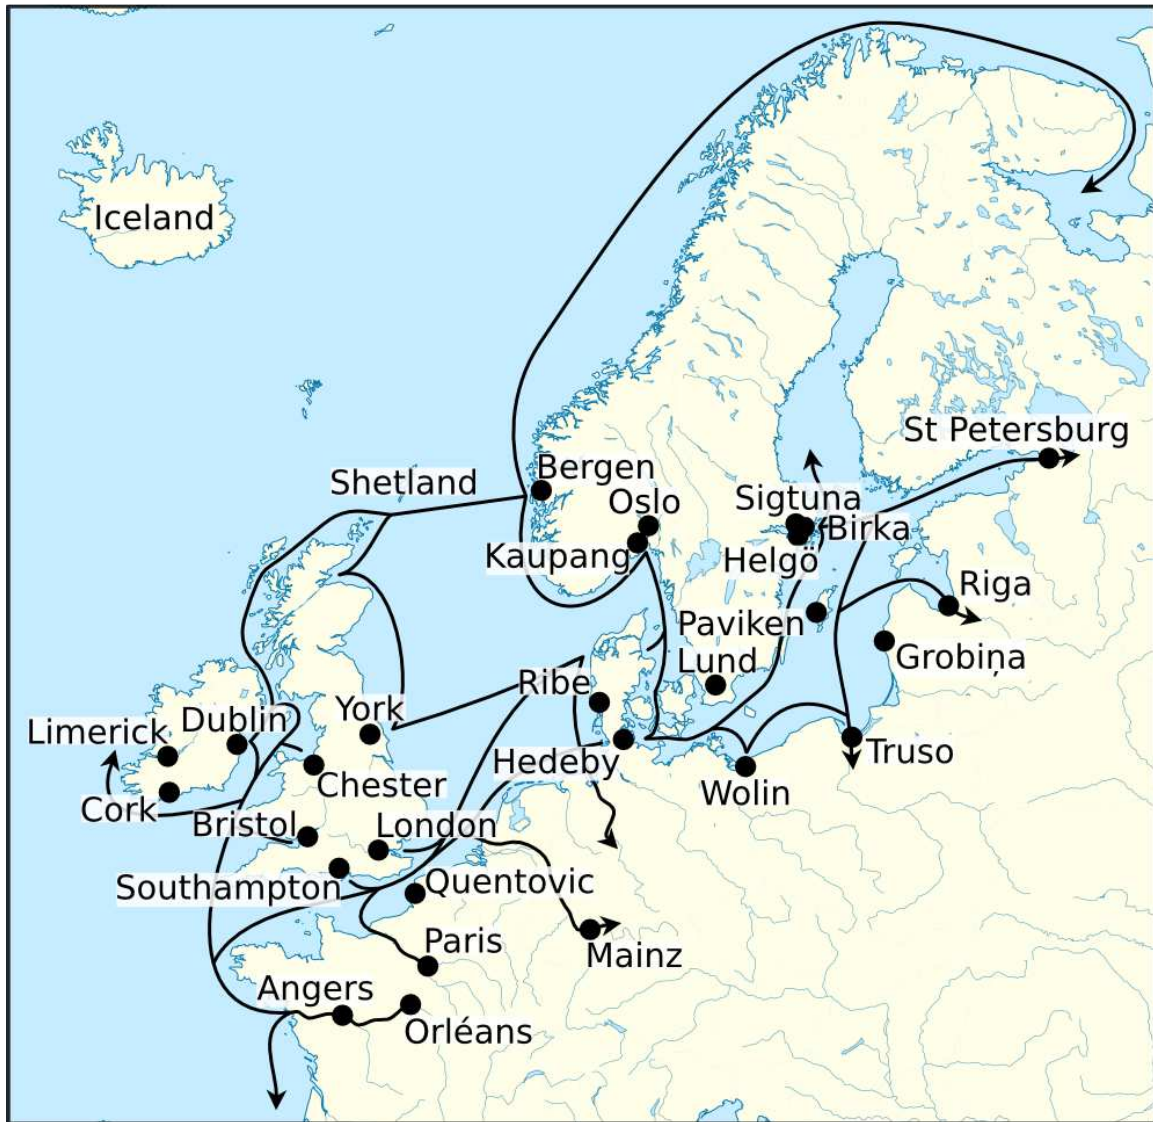 Iceland
St Petersburg
Bergen
Shetland
Oslo
Sigtuna
Birka
Kaupang
Helgö
Riga
Paviken
Lund
Grobiņa
Ribe
York
Dublin
Limerick
Truso
Hedeby
Chester
Wolin
Cork
Bristol
London
Southampton
Quentovic
Paris
Mainz
Angers
Orléans